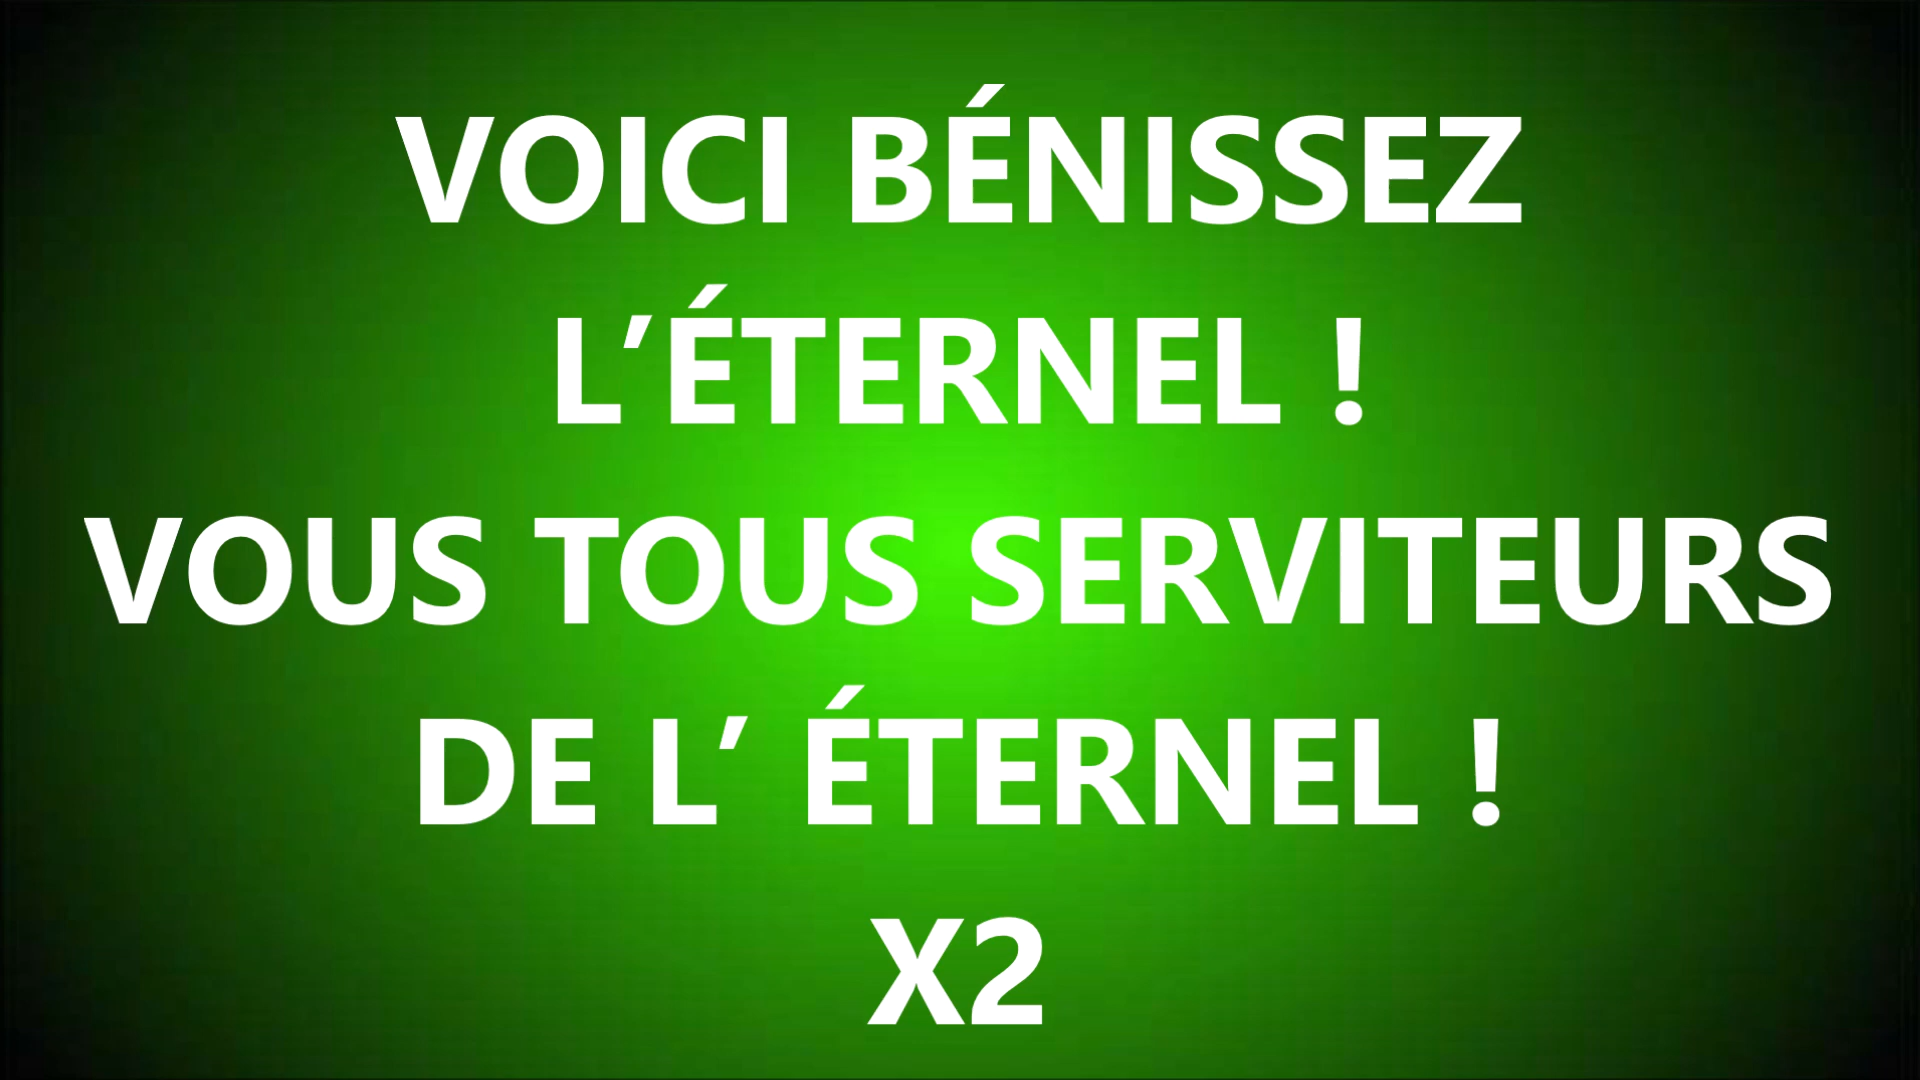 VOICI BÉNISSEZ
L’ÉTERNEL !
VOUS TOUS SERVITEURS
DE L’ ÉTERNEL !
X2